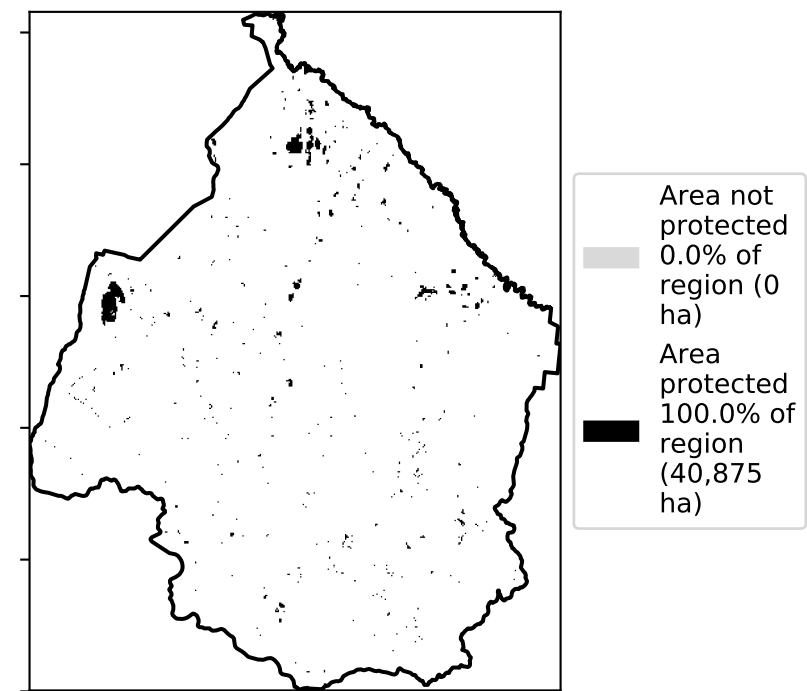 Area not
protected
0.0% of
region (0
ha)
Area
protected
100.0% of
region
(40,875
ha)